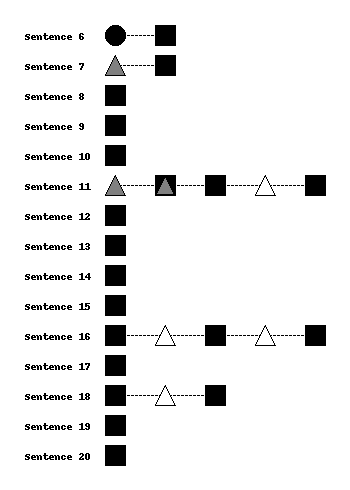 Sentence 6
Sentence 7
Sentence 8
Sentence 9
Sentence 10
Sentence 11
Sentence 12
Sentence 13
Sentence 14
Sentence 15
Sentence 16
Sentence 17
Sentence 18
Sentence 19
Sentence 20